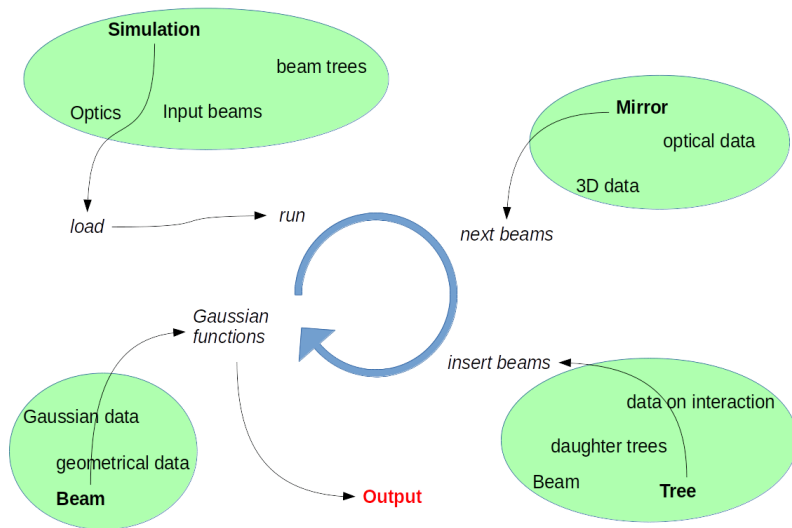 Simulation
beam trees
Optics
Input beams
Mirror
optical data
3D data
load
run
next beams
Gaussian
functions
insert beams
Gaussian data
geometrical data
Beam
data on interaction
daughter trees
Beam
Tree
Output